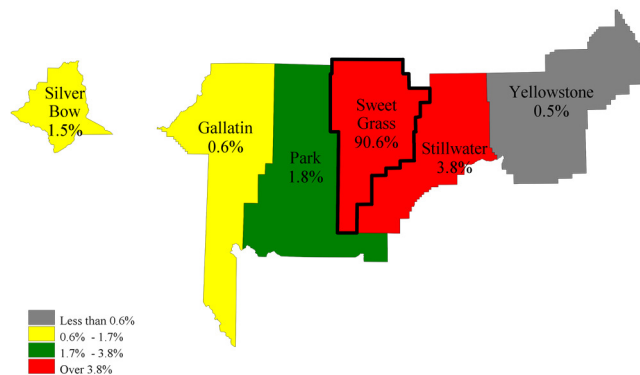 Silver
Bow
1.5%
Gallatin
0.6%
Park
1.8%
Sweet
Grass
90.6%
Stillwater
3.8%
Yellowstone
0.5%
Less than 0.6%
0.6% - 1.7%
1.7% - 3.8%
Over 3.8%